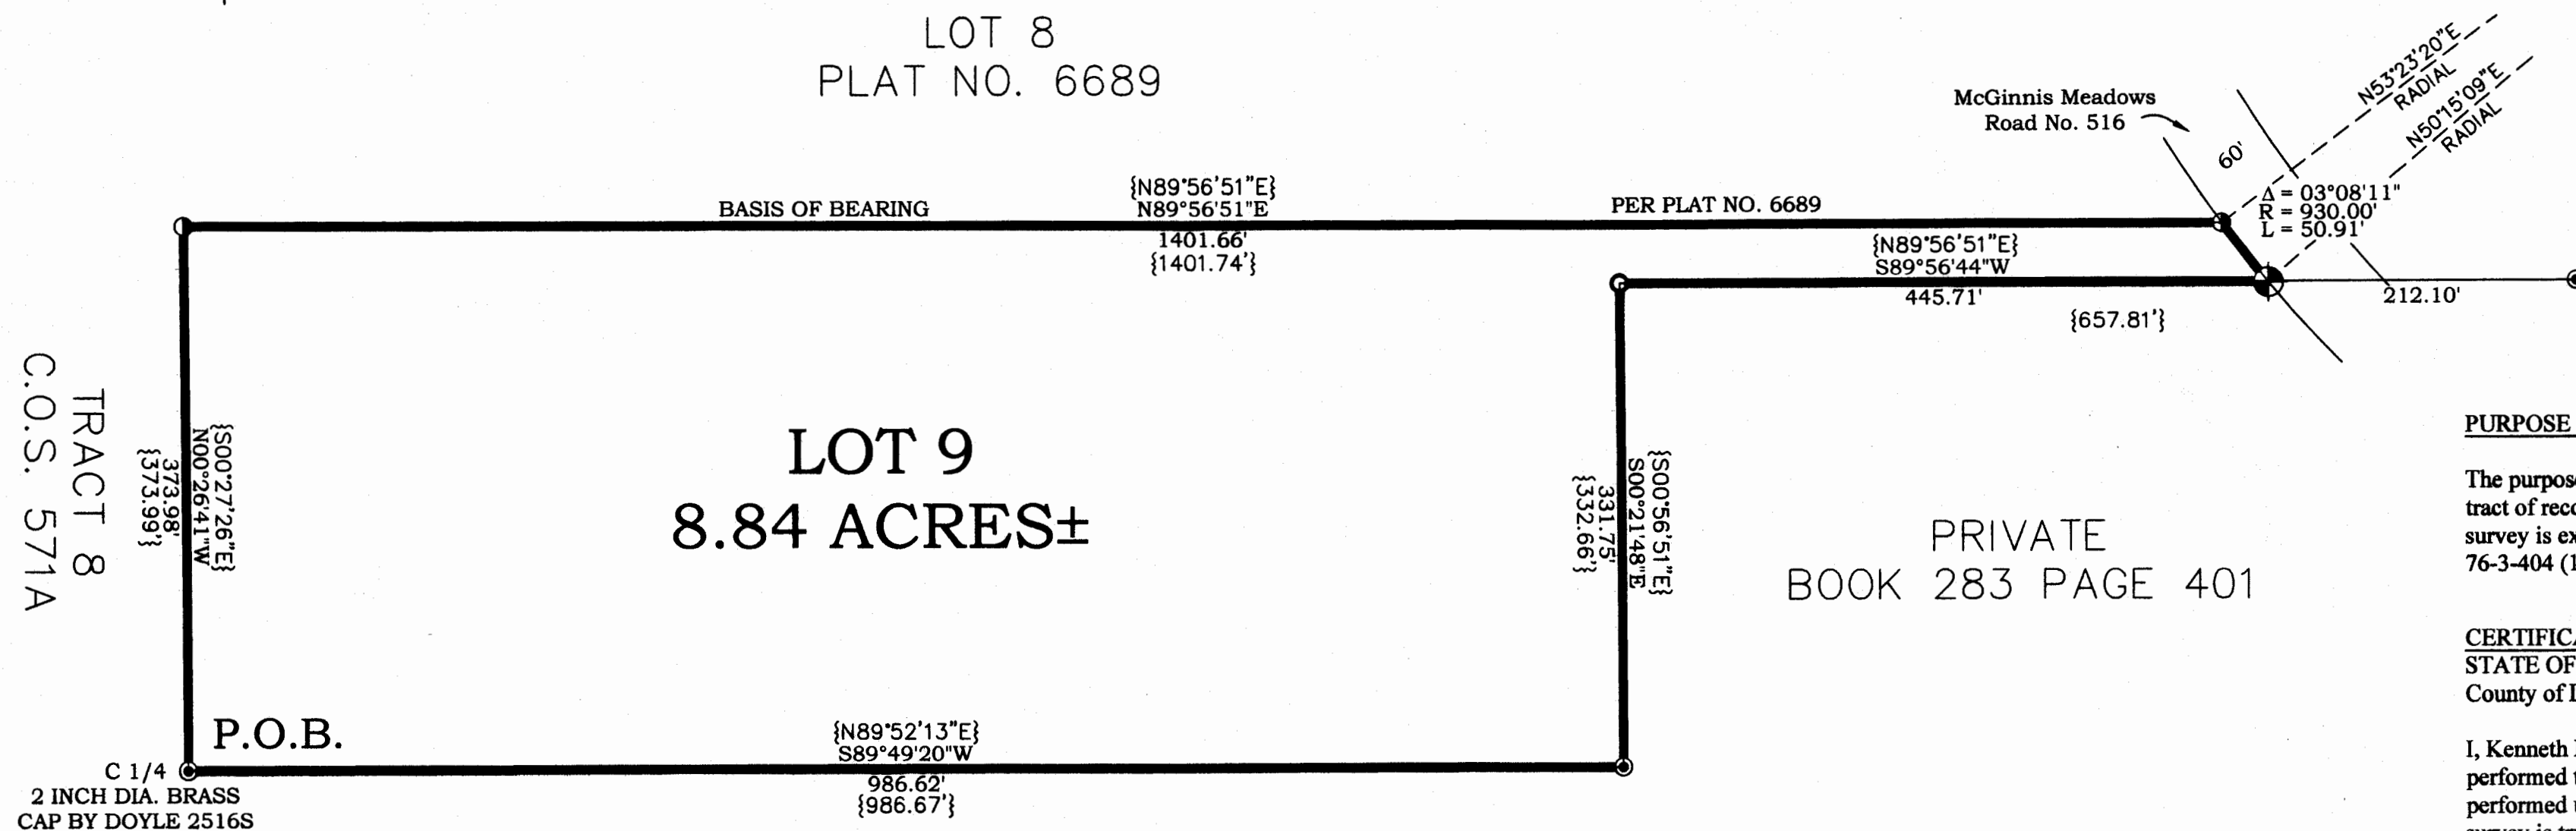 LOT 8
PLAT NO. 6689
McGinnis Meadows
Road No. 516
60'
N53°23'20"E
RADIAL
N50°15'09"E
RADIAL
Δ = 03°08'11"
R = 930.00'
L = 50.91'
{N89°56'51"E}
N89°56'51"E
BASIS OF BEARING
PER PLAT NO. 6689
1401.66'
{1401.74'}
{N89°56'51"E}
S89°56'44"W
445.71'
{657.81'}
212.10'
TRACT 8
C.O.S. 571A
{S00°27'26"E}
N00°26'41"W
373.98'
{373.99'}
LOT 9
8.84 ACRES±
{S00°56'51"E}
S00°21'48"E
331.75'
{332.66'}
PRIVATE
BOOK 283 PAGE 401
P.O.B.
C 1/4
2 INCH DIA. BRASS
CAP BY DOYLE 2516S
{N89°52'13"E}
S89°49'20"W
986.62'
{986.67'}
PURPOSE
The purpose
tract of reco
survey is ex
76-3-404 (1
CERTIFICA
STATE OF
County of L
I, Kenneth
performed t
performed u
survey is tr